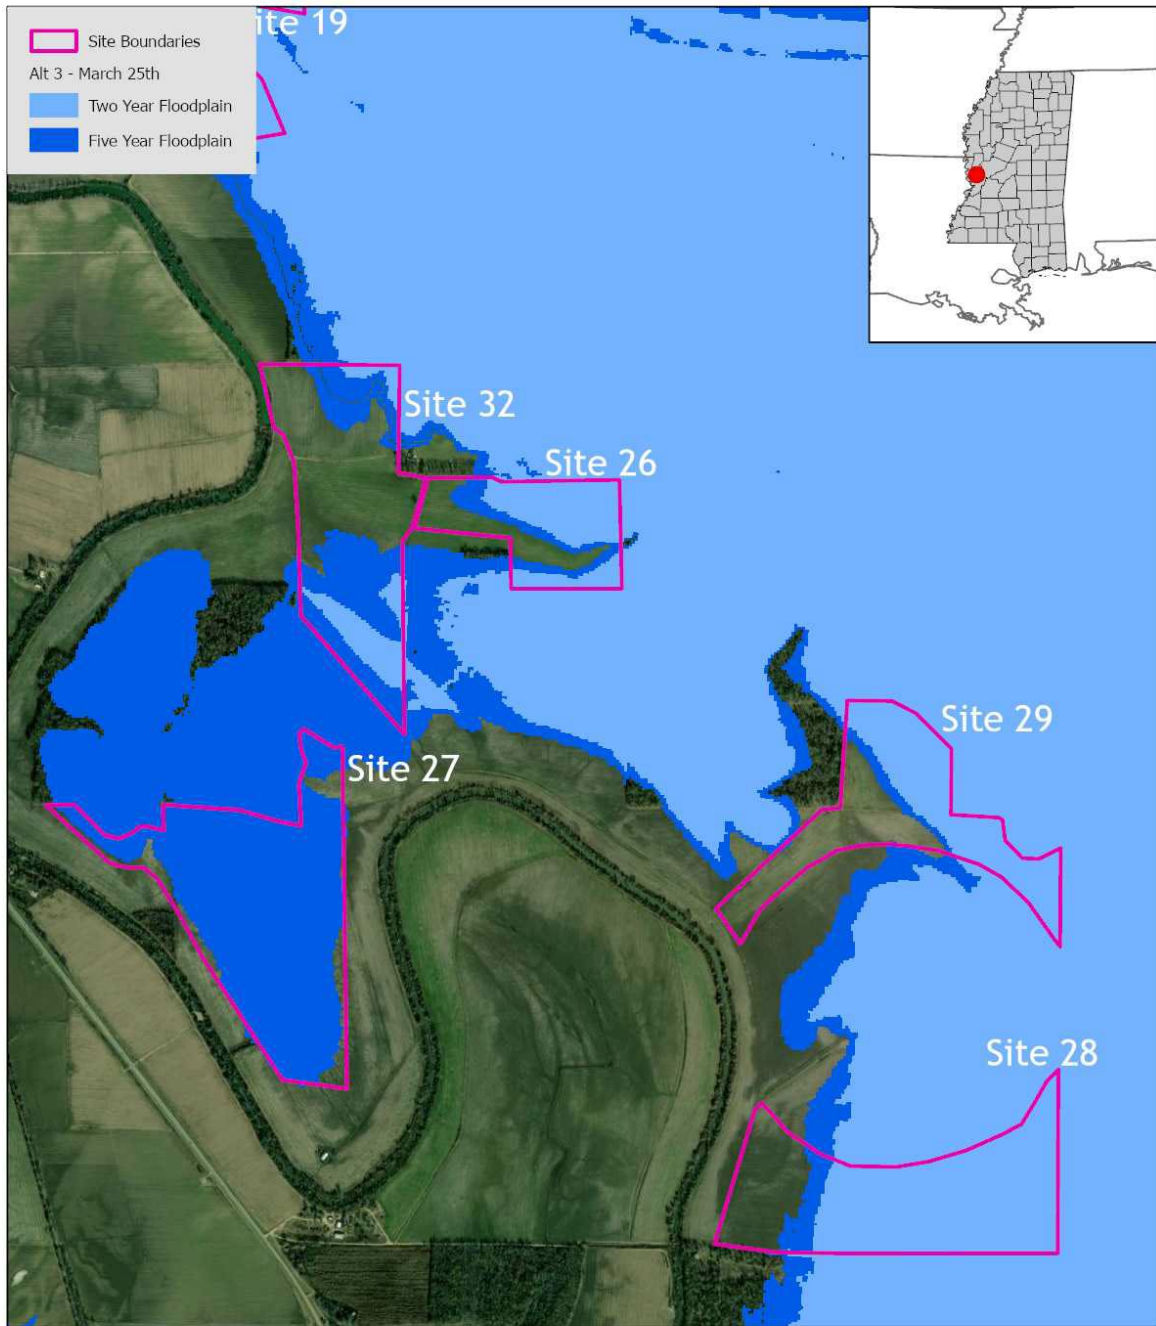 Site 19
Site Boundaries
Alt 3 - March 25th
Two Year Floodplain
Five Year Floodplain
Site 32
Site 26
Site 29
Site 27
Site 28